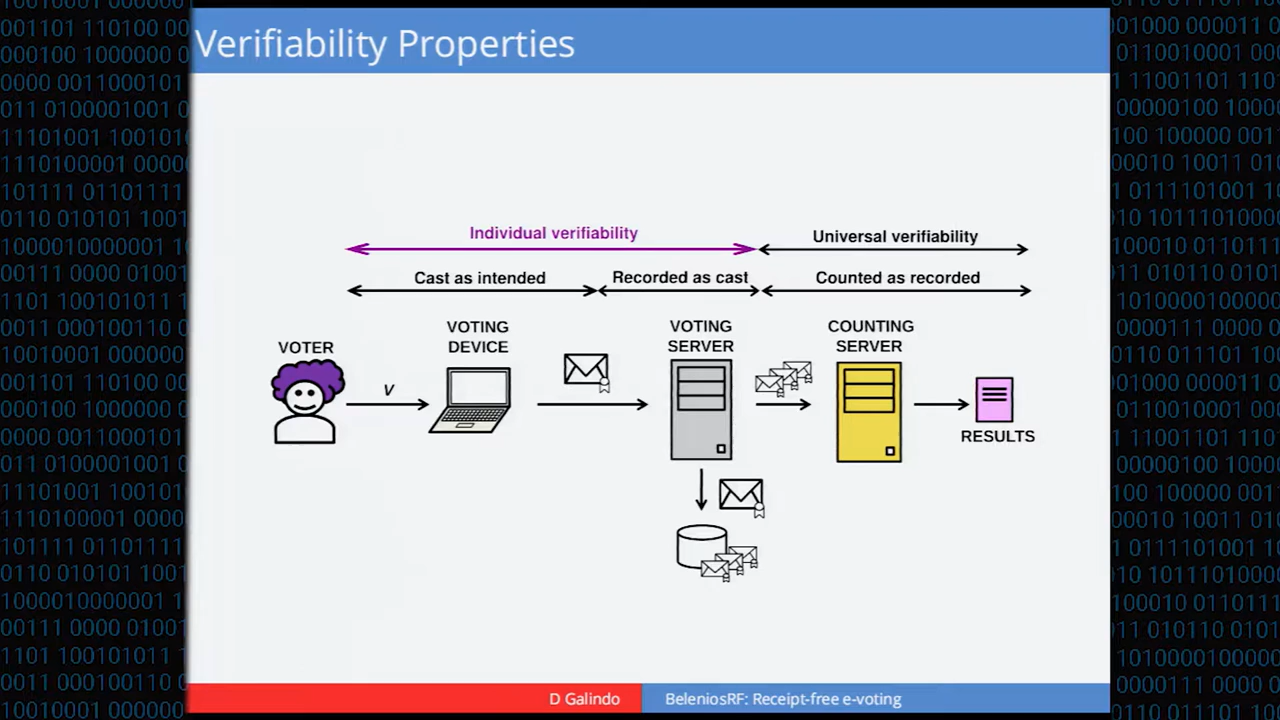 Verifiability Properties
Individual verifiability
Universal verifiability
Cast as intended
Recorded as cast
Counted as recorded
VOTER
VOTING
DEVICE
VOTING
SERVER
COUNTING
SERVER
V
RESULTS
D Galindo
BeleniosRF: Receipt-free e-voting